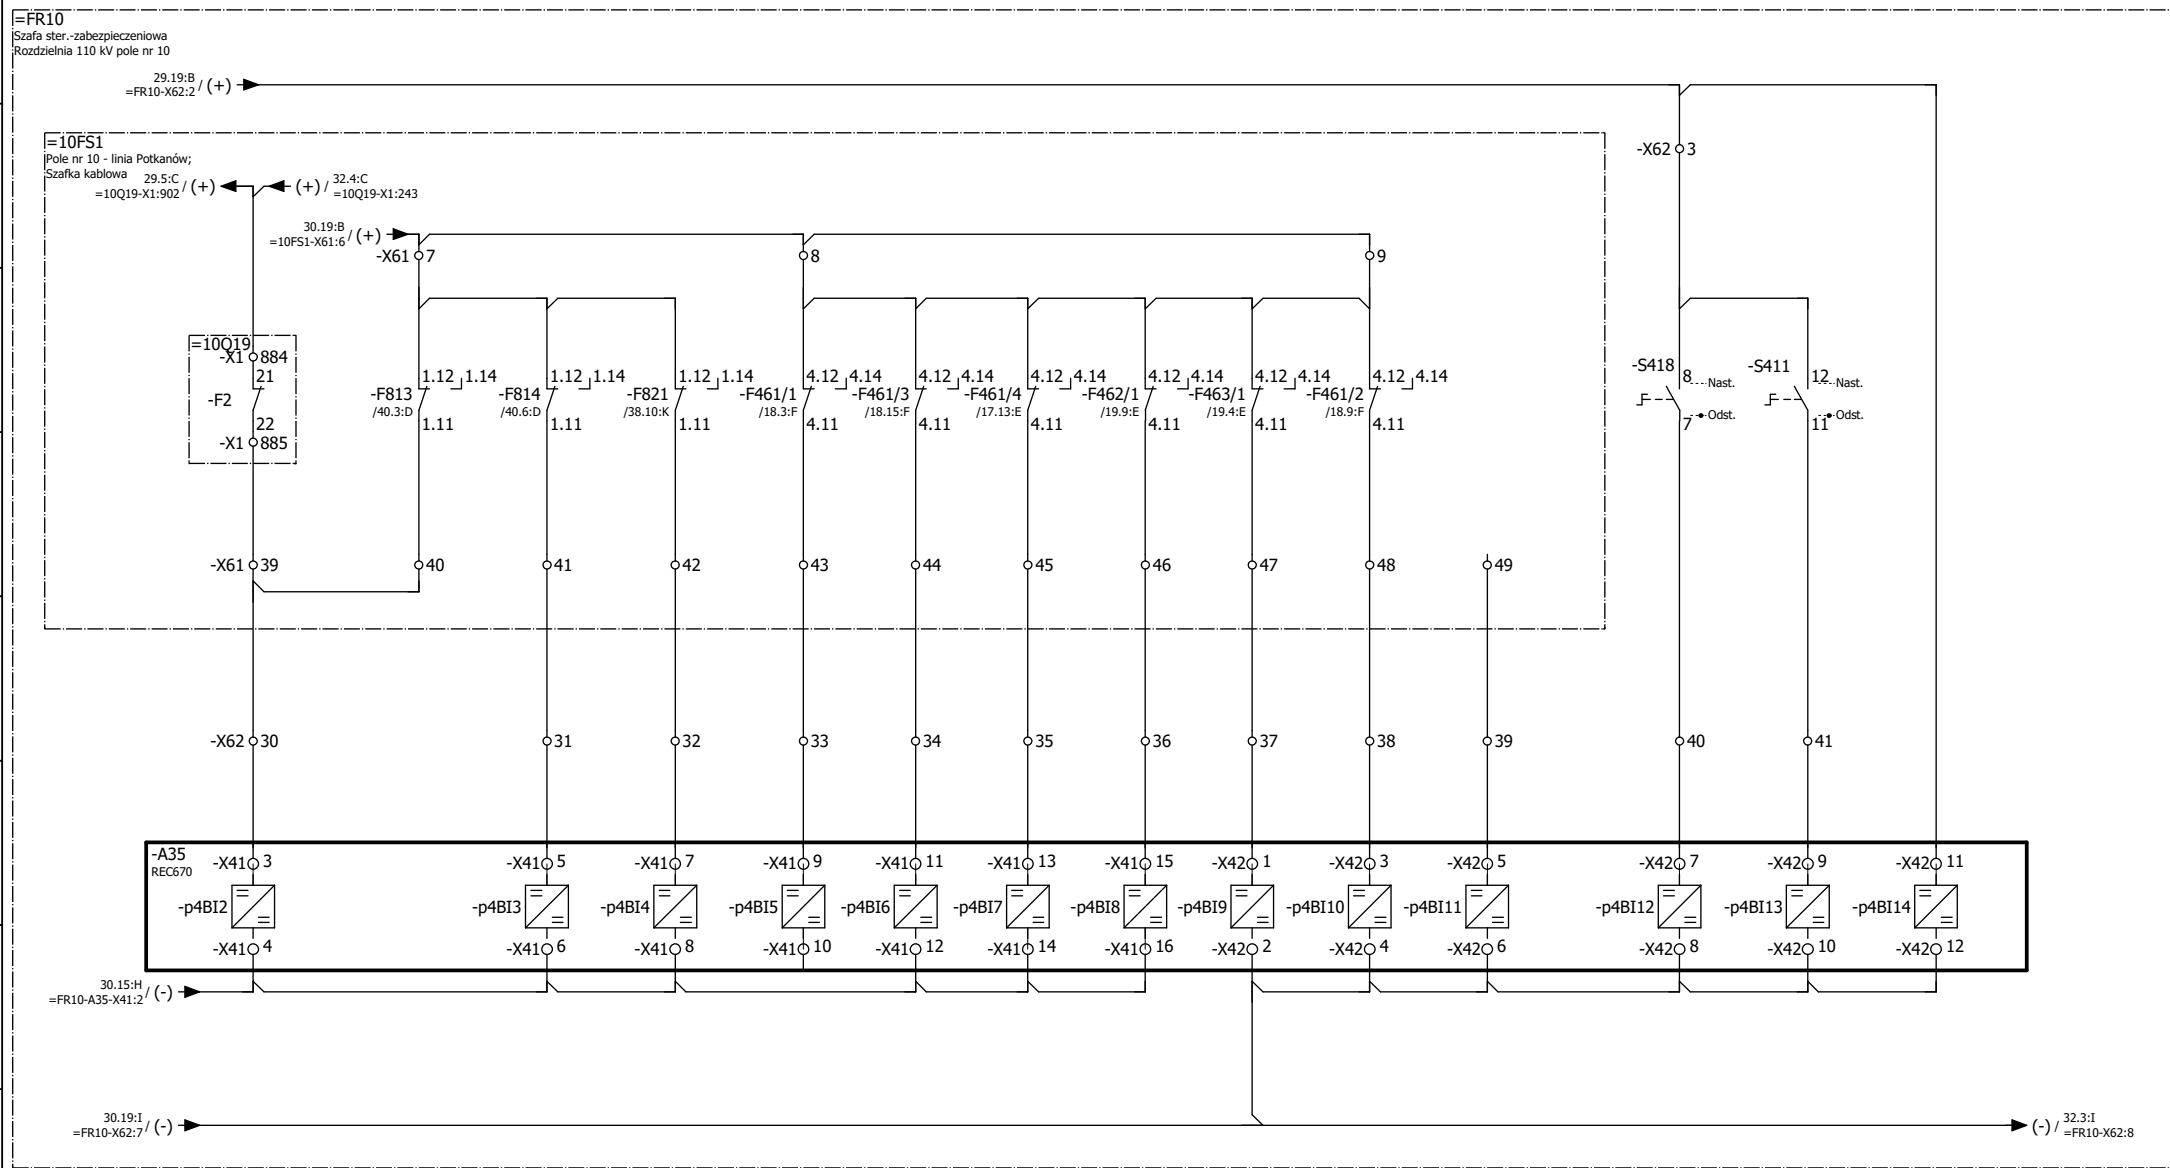 =FR10
Szafa ster.-zabezpieczeniowa
Rozdzielnia 110 kV pole nr 10
29.19:B
=FR10-X62:2 / (+)
=10FS1
Pole nr 10 - linia Potkanów;
Szafka kablowa
29.5:C
=10Q19-X1:902 / (+)
(+) / 32.4:C
=10Q19-X1:243
30.19:B
=10FS1-X61:6 / (+)
-X62 3
-X61 7 8 9
=10Q19
-X1 884
21
-F2
22
-X1 885
1.12 1.14
-F813
/40.3:D
1.11
1.12 1.14
-F814
/40.6:D
1.11
1.12 1.14
-F821
/38.10:K
1.11
4.12 4.14
-F461/1
/18.3:F
4.11
4.12 4.14
-F461/3
/18.15:F
4.11
4.12 4.14
-F461/4
/17.13:E
4.11
4.12 4.14
-F462/1
/19.9:E
4.11
4.12 4.14
-F463/1
/19.4:E
4.11
4.12 4.14
-F461/2
/18.9:F
4.11
-S418
8 Nast.
7 Odst.
-S411
12 Nast.
11 Odst.
-X61 39 40 41 42 43 44 45 46 47 48 49
-X62 30 31 32 33 34 35 36 37 38 39 40 41
-A35
REC670
-X41 3 -X41 5 -X41 7 -X41 9 -X41 11 -X41 13 -X41 15 -X42 1 -X42 3 -X42 5 -X42 7 -X42 9 -X42 11
-p4BI2 -p4BI3 -p4BI4 -p4BI5 -p4BI6 -p4BI7 -p4BI8 -p4BI9 -p4BI10 -p4BI11 -p4BI12 -p4BI13 -p4BI14
-X41 4 -X41 6 -X41 8 -X41 10 -X41 12 -X41 14 -X41 16 -X42 2 -X42 4 -X42 6 -X42 8 -X42 10 -X42 12
30.15:H
=FR10-A35-X41:2 / (-)
30.19:I
=FR10-X62:7 / (-)
(-) / 32.3:I
=FR10-X62:8